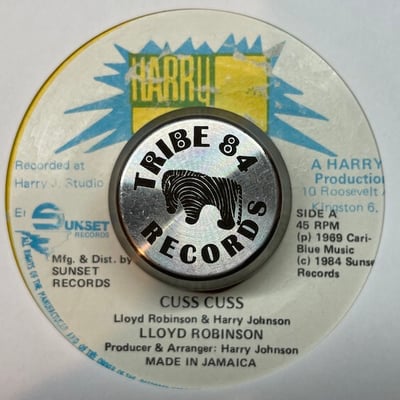 HARRY
Recorded at
Harry J. Studio
A HARRY
Production
10 Roosevelt
Kingston 6,
TRIBE 84
RECORDS
SUNSET
RECORDS
Mfg. & Dist. by
SUNSET
RECORDS
SIDE A
45 RPM
(p) 1969 Cari-
Blue Music
(c) 1984 Sunse
Records
CUSS CUSS
Lloyd Robinson & Harry Johnson
LLOYD ROBINSON
Producer & Arranger: Harry Johnson
MADE IN JAMAICA